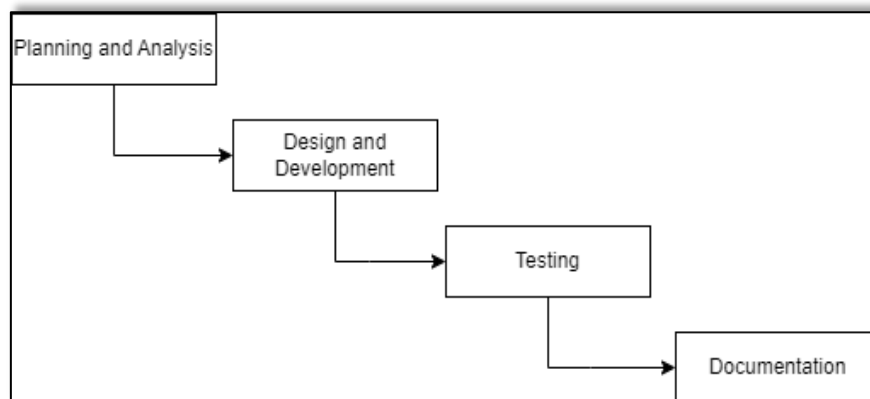 Planning and Analysis
Design and
Development
Testing
Documentation